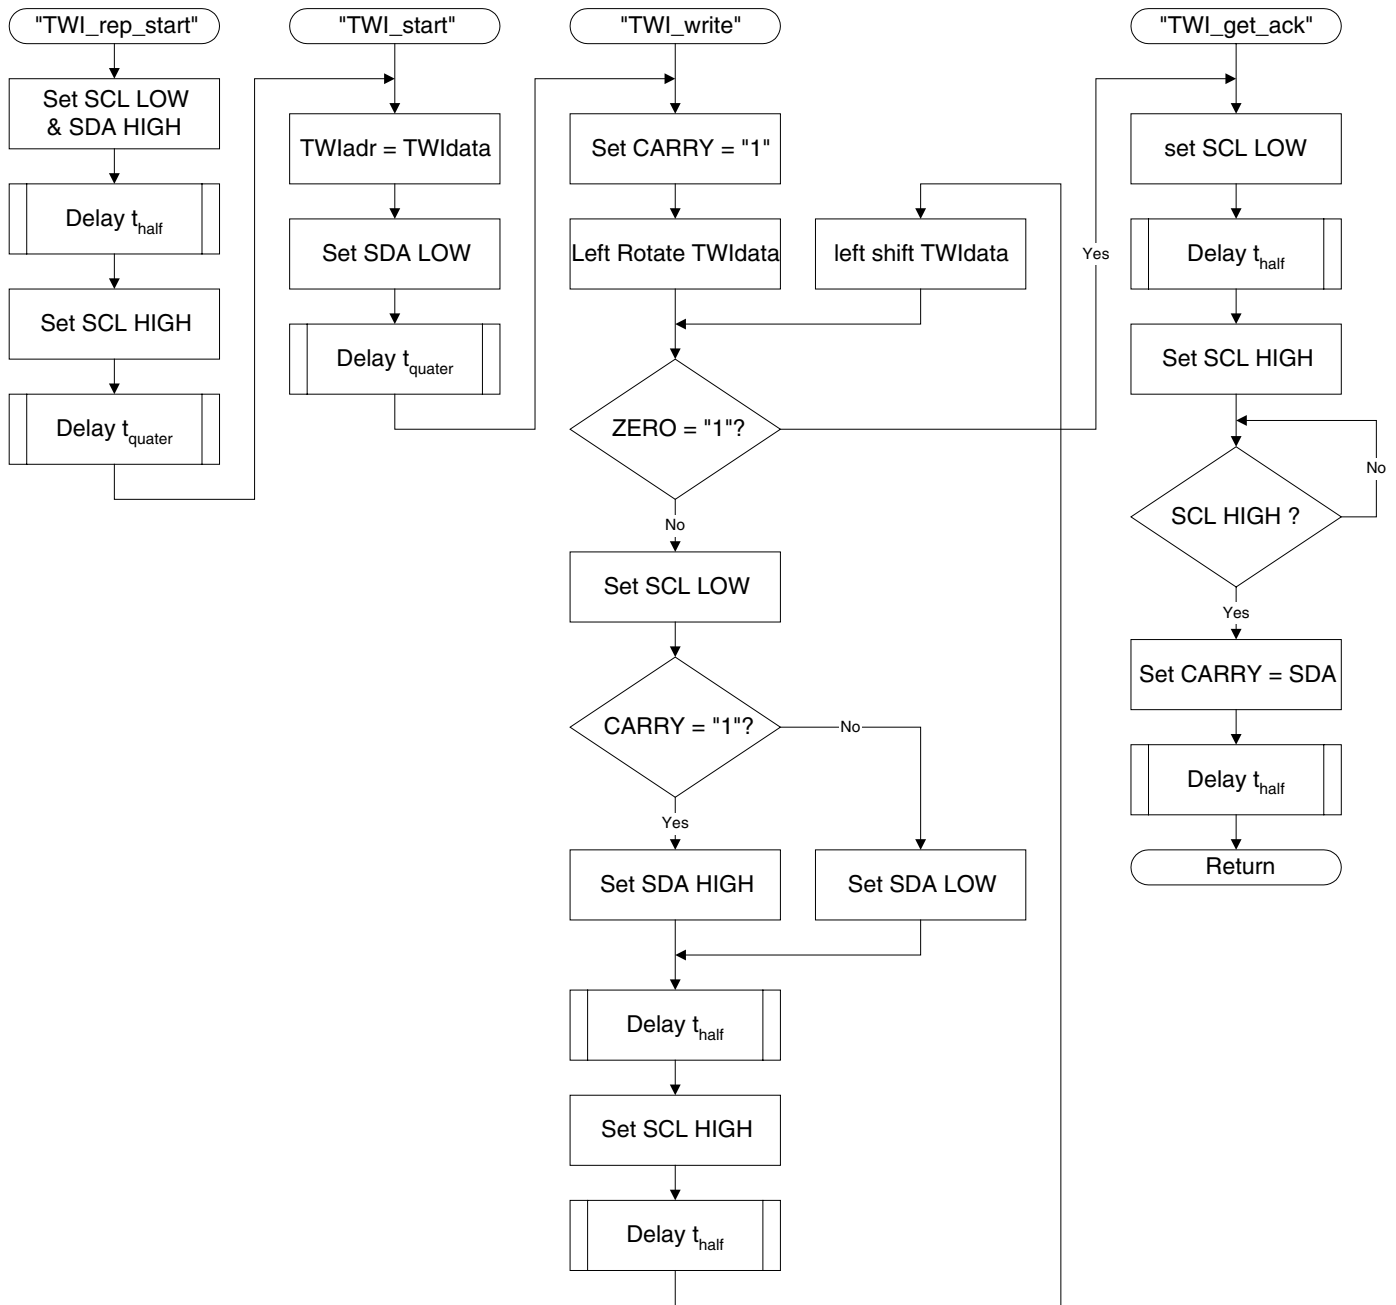 "TWI_rep_start"
Set SCL LOW
& SDA HIGH
Delay t_half
Set SCL HIGH
Delay t_quater
"TWI_start"
TWIadr = TWIdata
Set SDA LOW
Delay t_quater
"TWI_write"
Set CARRY = "1"
Left Rotate TWIdata
left shift TWIdata
ZERO = "1"?
Yes
No
Set SCL LOW
CARRY = "1"?
No
Yes
Set SDA HIGH
Set SDA LOW
Delay t_half
Set SCL HIGH
Delay t_half
"TWI_get_ack"
set SCL LOW
Delay t_half
Set SCL HIGH
SCL HIGH ?
No
Yes
Set CARRY = SDA
Delay t_half
Return